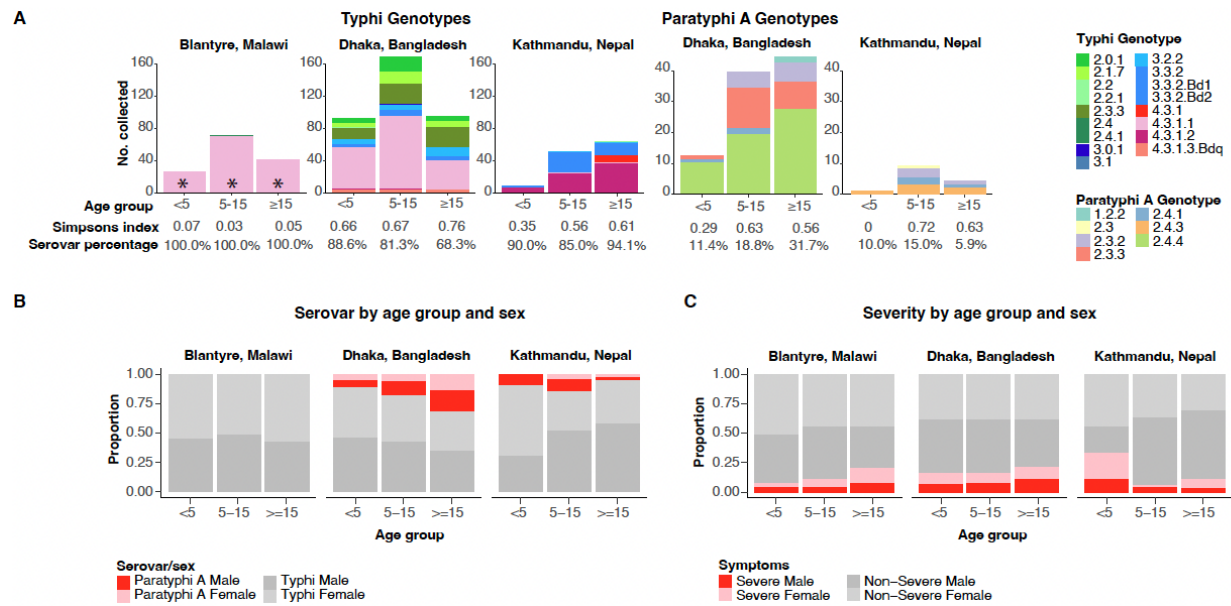 A
Typhi Genotypes
Paratyphi A Genotypes
Blantyre, Malawi
Dhaka, Bangladesh
Kathmandu, Nepal
Dhaka, Bangladesh
Kathmandu, Nepal
No. collected
160
120
80
40
0
* * *
160
120
80
40
0
160
120
80
40
0
40
30
20
10
0
40
30
20
10
0
Age group <5 5-15 ≥15 <5 5-15 ≥15 <5 5-15 ≥15 <5 5-15 ≥15 <5 5-15 ≥15
Simpsons index 0.07 0.03 0.05 0.66 0.67 0.76 0.35 0.56 0.61 0.29 0.63 0.56 0 0.72 0.63
Serovar percentage 100.0% 100.0% 100.0% 88.6% 81.3% 68.3% 90.0% 85.0% 94.1% 11.4% 18.8% 31.7% 10.0% 15.0% 5.9%
Typhi Genotype
2.0.1
2.1.7
2.2
2.2.1
2.3.3
2.4
2.4.1
3.0.1
3.1
3.2.2
3.3.2
3.3.2.Bd1
3.3.2.Bd2
4.3.1
4.3.1.1
4.3.1.2
4.3.1.3.Bdq
Paratyphi A Genotype
1.2.2
2.3
2.3.2
2.3.3
2.4.1
2.4.3
2.4.4
B
Serovar by age group and sex
Blantyre, Malawi
Dhaka, Bangladesh
Kathmandu, Nepal
Proportion
1.00
0.75
0.50
0.25
0.00
<5 5–15 >=15 <5 5–15 >=15 <5 5–15 >=15
Age group
Serovar/sex
Paratyphi A Male
Paratyphi A Female
Typhi Male
Typhi Female
C
Severity by age group and sex
Blantyre, Malawi
Dhaka, Bangladesh
Kathmandu, Nepal
Proportion
1.00
0.75
0.50
0.25
0.00
<5 5–15 >=15 <5 5–15 >=15 <5 5–15 >=15
Age group
Symptoms
Severe Male
Severe Female
Non–Severe Male
Non–Severe Female